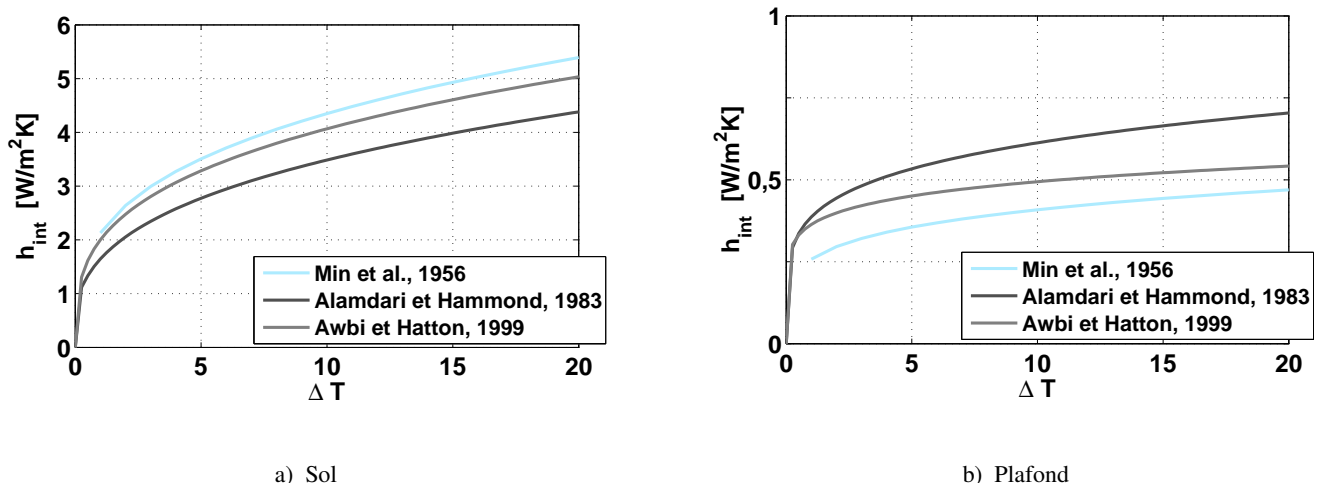 6
5
4
3
2
1
0
h_int [W/m²K]
0 5 10 15 20
Δ T
Min et al., 1956
Alamdari et Hammond, 1983
Awbi et Hatton, 1999
a) Sol
1
0,5
0
h_int [W/m²K]
0 5 10 15 20
Δ T
Min et al., 1956
Alamdari et Hammond, 1983
Awbi et Hatton, 1999
b) Plafond